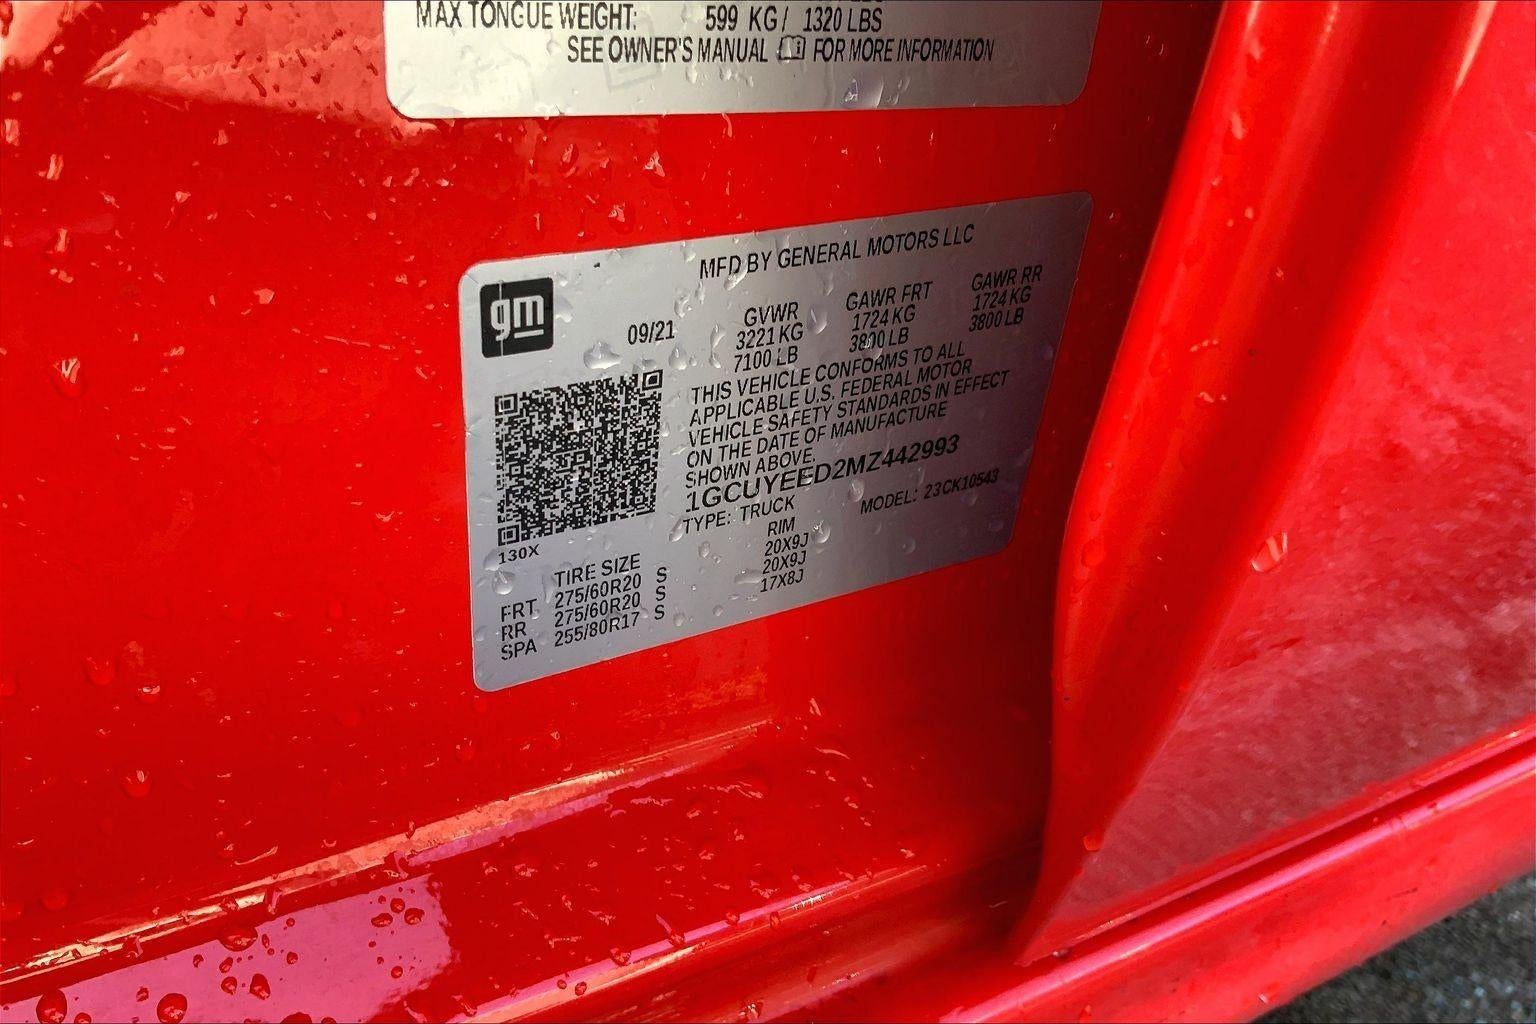 MAX TONGUE WEIGHT: 599 KG / 1320 LBS
SEE OWNER'S MANUAL FOR MORE INFORMATION
gm
MFD BY GENERAL MOTORS LLC
09/21
GVWR GAWR FRT GAWR RR
3221 KG 1724 KG 1724 KG
7100 LB 3800 LB 3800 LB
THIS VEHICLE CONFORMS TO ALL
APPLICABLE U.S. FEDERAL MOTOR
VEHICLE SAFETY STANDARDS IN EFFECT
ON THE DATE OF MANUFACTURE
SHOWN ABOVE.
1GCUYEED2MZ442993
TYPE: TRUCK MODEL: 23CK10543
130X
TIRE SIZE RIM
FRT 275/60R20 S 20X9J
RR 275/60R20 S 20X9J
SPA 255/80R17 S 17X8J